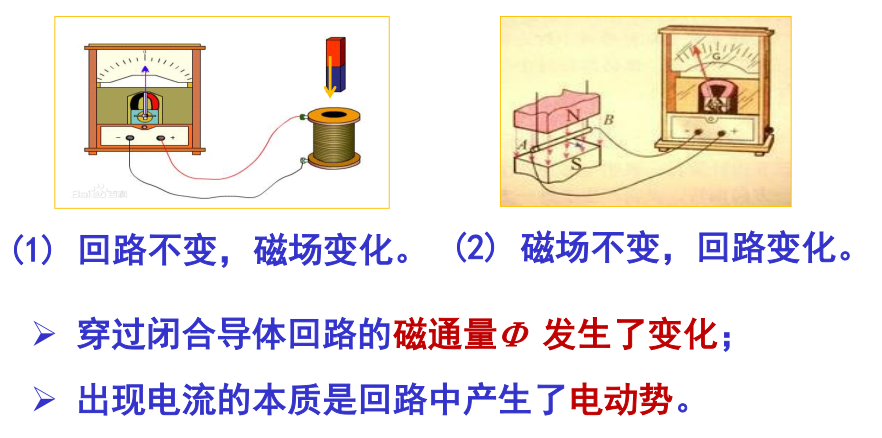 - +
N
S
A
B
G
- +
(1) 回路不变，磁场变化。 (2) 磁场不变，回路变化。
➢ 穿过闭合导体回路的磁通量Φ 发生了变化；
➢ 出现电流的本质是回路中产生了电动势。